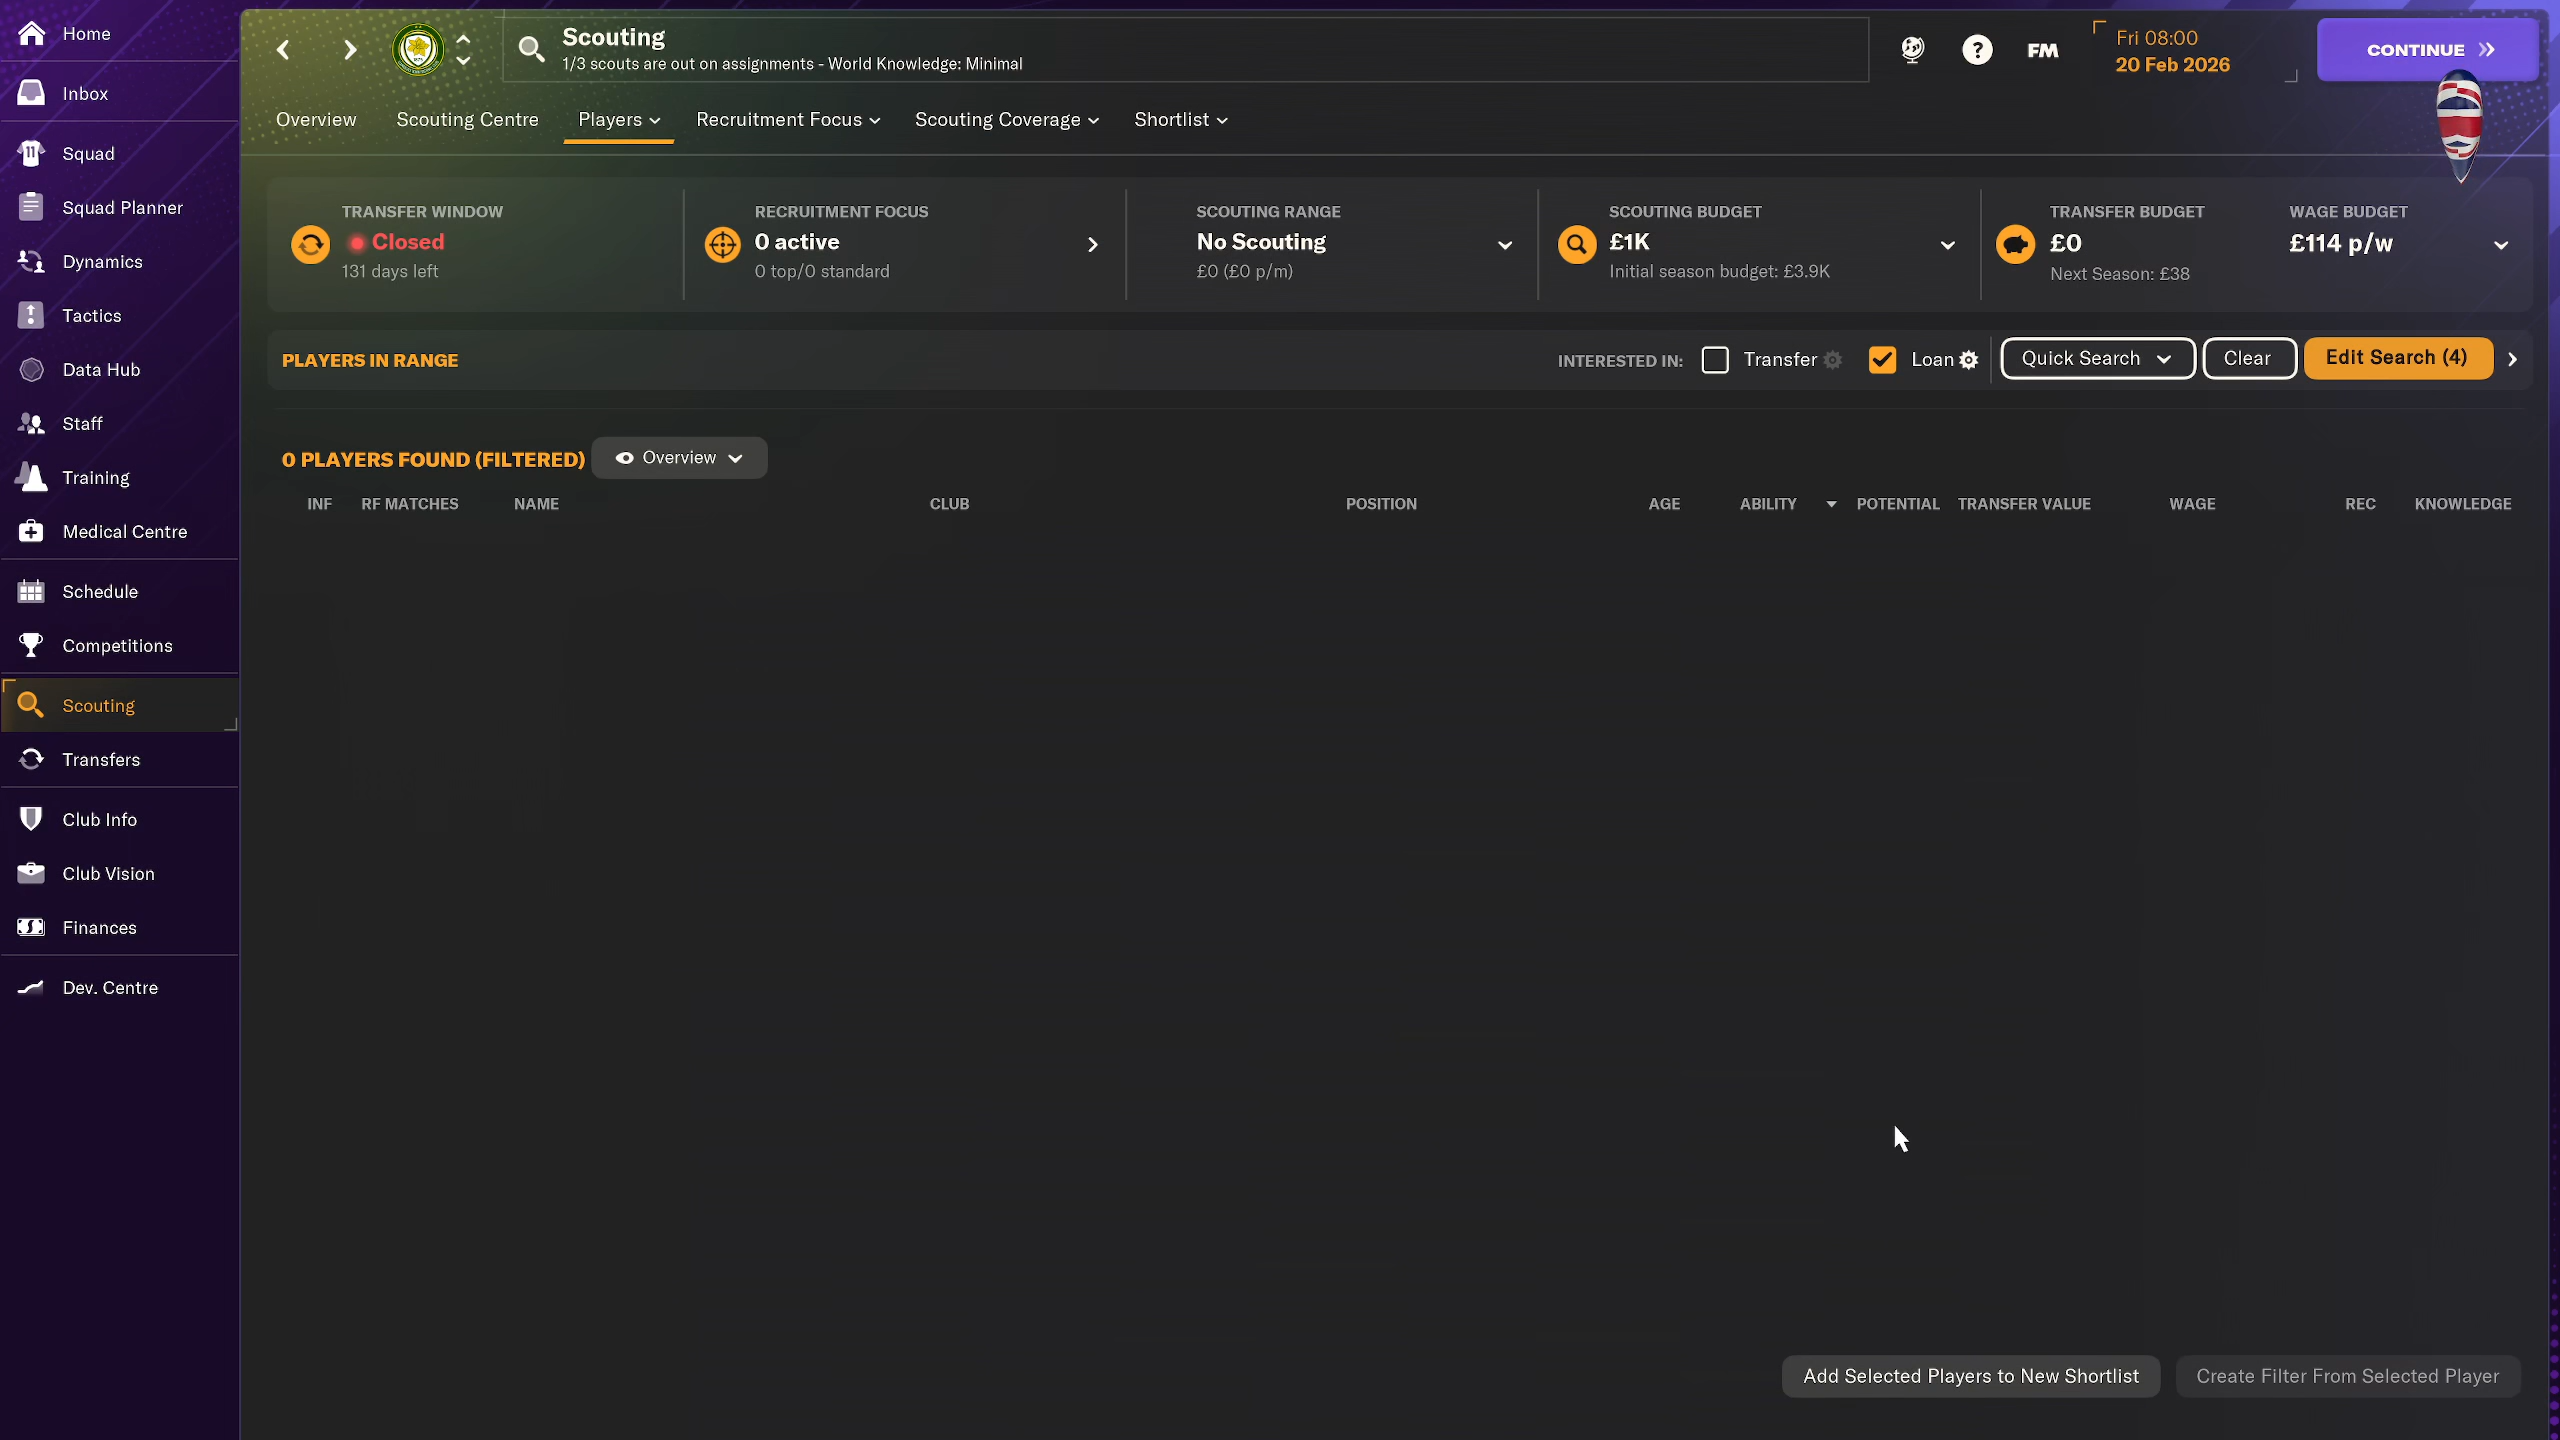 Home
Inbox
Squad
Squad Planner
Dynamics
Tactics
Data Hub
Staff
Training
Medical Centre
Schedule
Competitions
Scouting
Transfers
Club Info
Club Vision
Finances
Dev. Centre
Scouting
1/3 scouts are out on assignments - World Knowledge: Minimal
FM
Fri 08:00
20 Feb 2026
CONTINUE
Overview Scouting Centre Players Recruitment Focus Scouting Coverage Shortlist
TRANSFER WINDOW
Closed
131 days left
RECRUITMENT FOCUS
0 active
0 top/0 standard
SCOUTING RANGE
No Scouting
£0 (£0 p/m)
SCOUTING BUDGET
£1K
Initial season budget: £3.9K
TRANSFER BUDGET
£0
Next Season: £38
WAGE BUDGET
£114 p/w
PLAYERS IN RANGE
INTERESTED IN: Transfer Loan Quick Search Clear Edit Search (4)
0 PLAYERS FOUND (FILTERED) Overview
INF RF MATCHES NAME CLUB POSITION AGE ABILITY POTENTIAL TRANSFER VALUE WAGE REC KNOWLEDGE
Add Selected Players to New Shortlist Create Filter From Selected Player